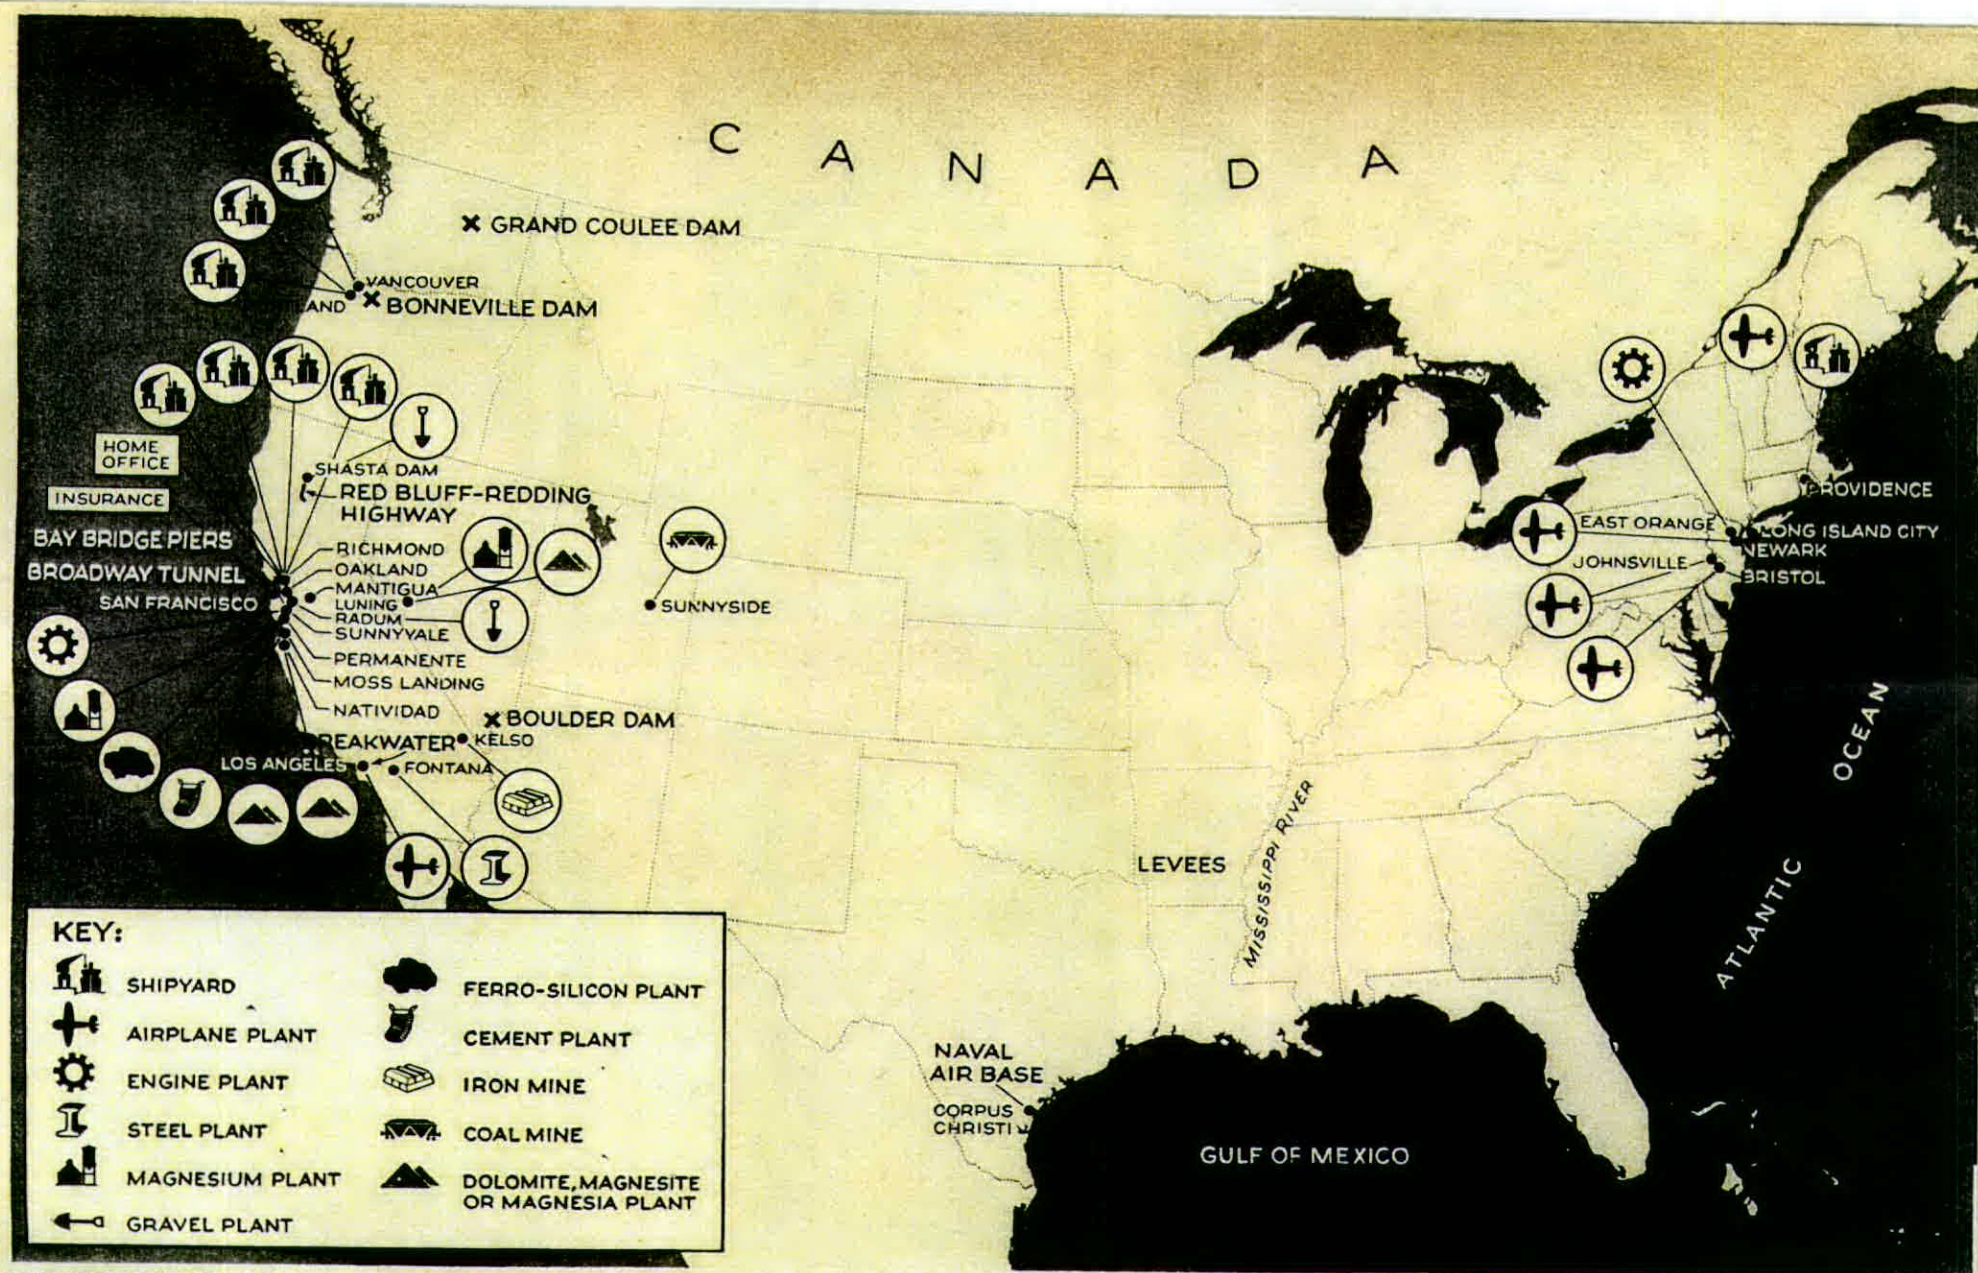 CANADA
GRAND COULEE DAM
VANCOUVER
LAND
BONNEVILLE DAM
HOME
OFFICE
INSURANCE
SHASTA DAM
RED BLUFF-REDDING
HIGHWAY
BAY BRIDGE PIERS
BROADWAY TUNNEL
SAN FRANCISCO
RICHMOND
OAKLAND
MANTIGUA
LUNING
RADUM
SUNNYVALE
PERMANENTE
MOSS LANDING
NATIVIDAD
SUNNYSIDE
BOULDER DAM
BREAKWATER
KELSO
LOS ANGELES
FONTANA
PROVIDENCE
EAST ORANGE
LONG ISLAND CITY
NEWARK
JOHNSVILLE
BRISTOL
LEVEES
MISSISSIPPI RIVER
ATLANTIC OCEAN
NAVAL
AIR BASE
CORPUS
CHRISTI
GULF OF MEXICO
KEY:
SHIPYARD
AIRPLANE PLANT
ENGINE PLANT
STEEL PLANT
MAGNESIUM PLANT
GRAVEL PLANT
FERRO-SILICON PLANT
CEMENT PLANT
IRON MINE
COAL MINE
DOLOMITE, MAGNESITE
OR MAGNESIA PLANT